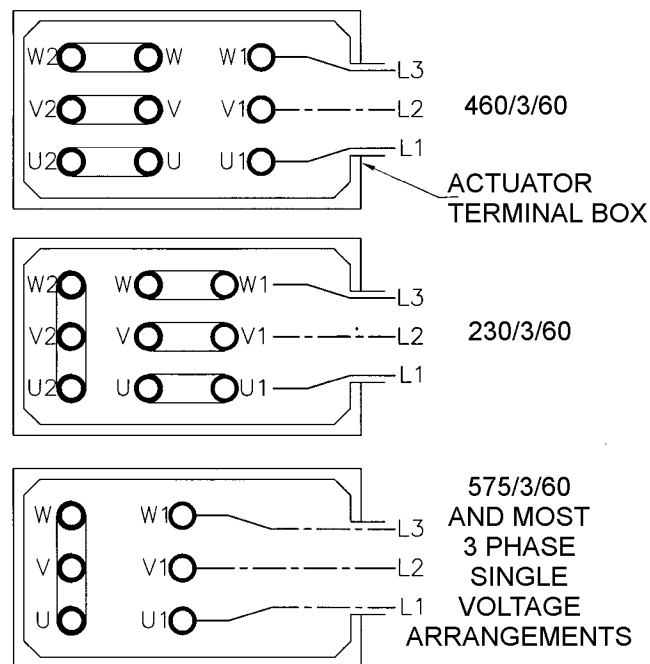 W2 W W1 L3
V2 V V1 L2 460/3/60
U2 U U1 L1
ACTUATOR
TERMINAL BOX
W2 W W1 L3
V2 V V1 L2 230/3/60
U2 U U1 L1
W W1 L3
V V1 L2
U U1 L1
575/3/60
AND MOST
3 PHASE
SINGLE
VOLTAGE
ARRANGEMENTS